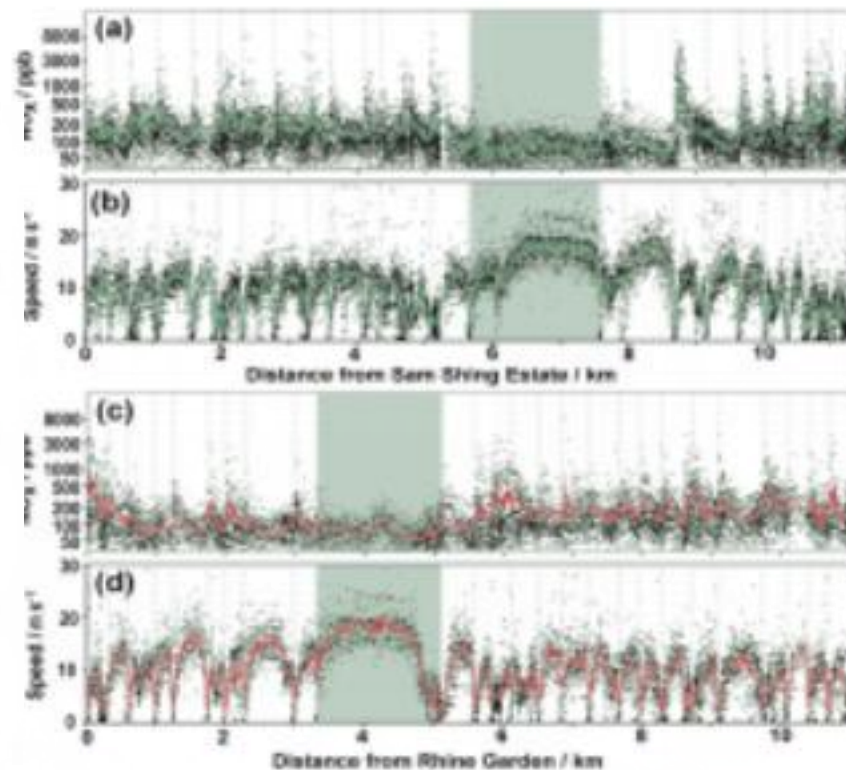 (a)
8000
3000
1000
500
200
100
50
/ ppb
(b)
30
20
10
0
Speed / m s⁻¹
0 2 4 6 8 10
Distance from Sam Shing Estate / km
(c)
8000
3000
1000
500
200
100
(d)
30
20
10
0
Speed / m s⁻¹
0 2 4 6 8 10
Distance from Rhine Garden / km